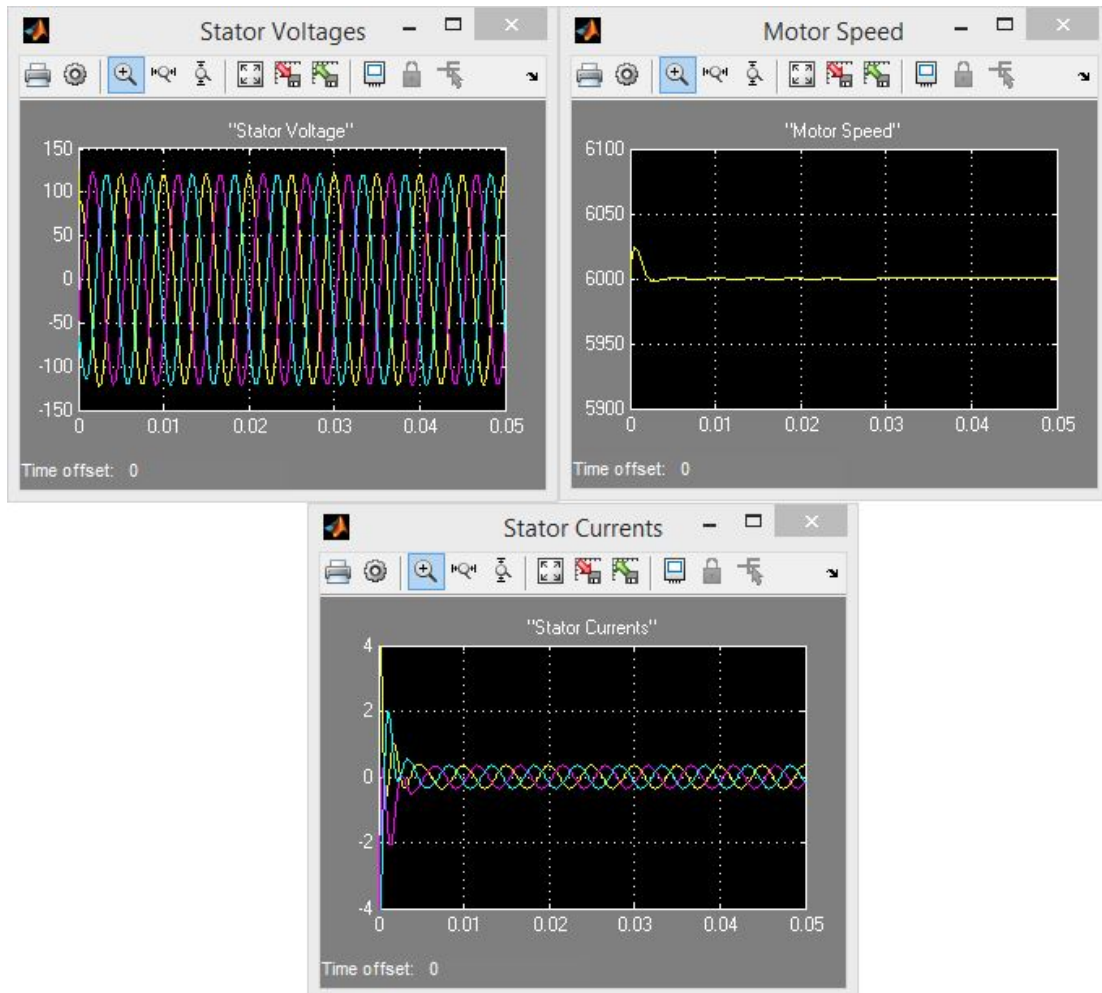 Stator Voltages
"Stator Voltage"
150
100
50
0
-50
-100
-150
0 0.01 0.02 0.03 0.04 0.05
Time offset: 0
Motor Speed
"Motor Speed"
6100
6050
6000
5950
5900
0 0.01 0.02 0.03 0.04 0.05
Time offset: 0
Stator Currents
"Stator Currents"
4
2
0
-2
-4
0 0.01 0.02 0.03 0.04 0.05
Time offset: 0